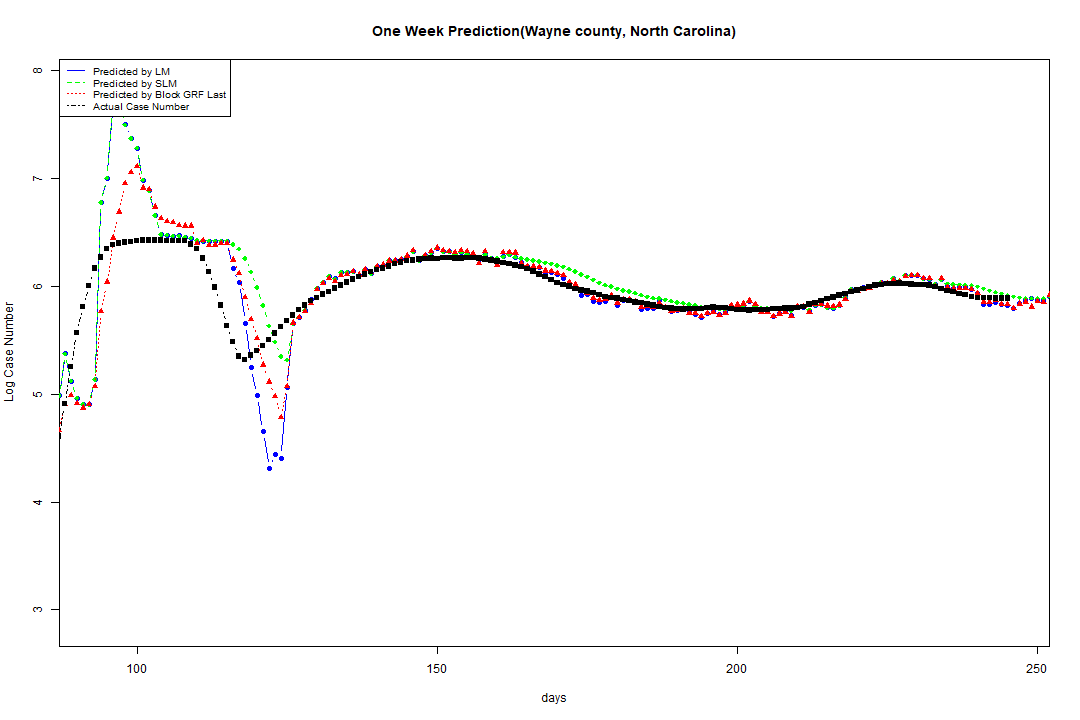 One Week Prediction(Wayne county, North Carolina)
Predicted by LM
Predicted by SLM
Predicted by Block GRF Last
Actual Case Number
8
7
6
5
4
3
Log Case Number
100
150
200
250
days